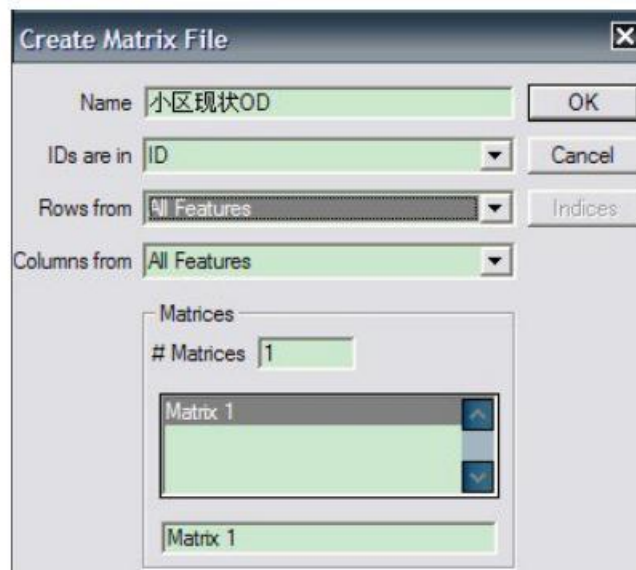 Create Matrix File
Name 小区现状OD OK
IDs are in ID Cancel
Rows from All Features Indices
Columns from All Features
Matrices
# Matrices 1
Matrix 1
Matrix 1